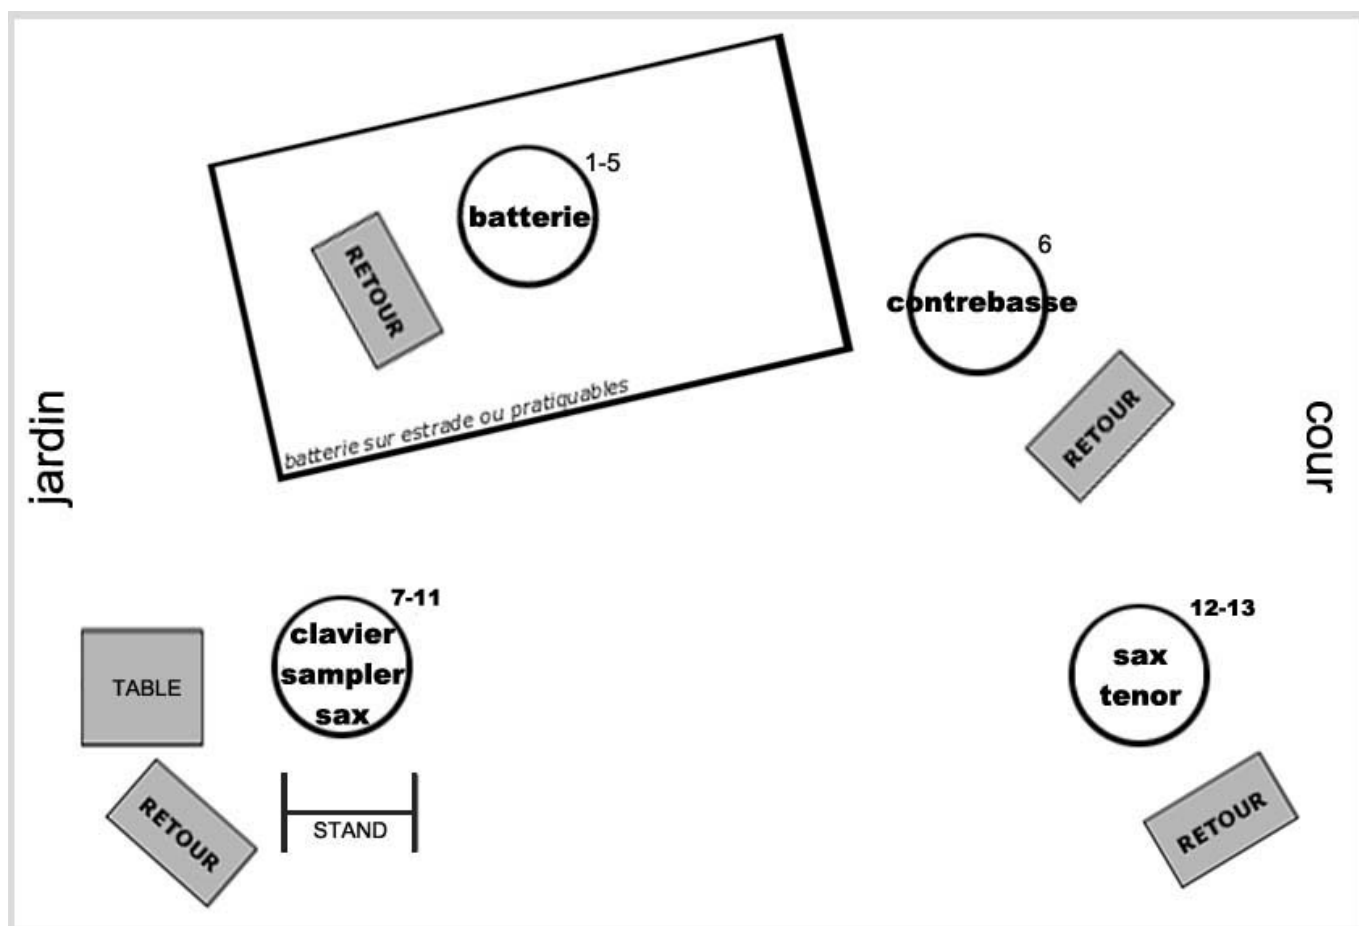 1-5
batterie
RETOUR
6
contrebasse
batterie sur estrade ou pratiquables
RETOUR
jardin
cour
7-11
clavier
sampler
sax
12-13
sax
tenor
TABLE
RETOUR
STAND
RETOUR